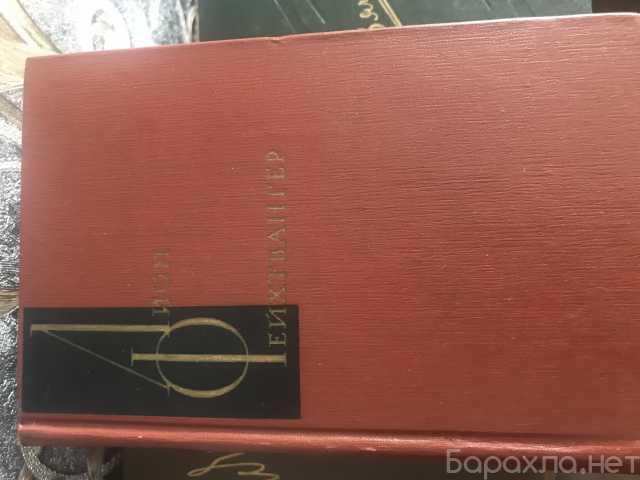 Лион
Фейхтвангер
Барахла.нет